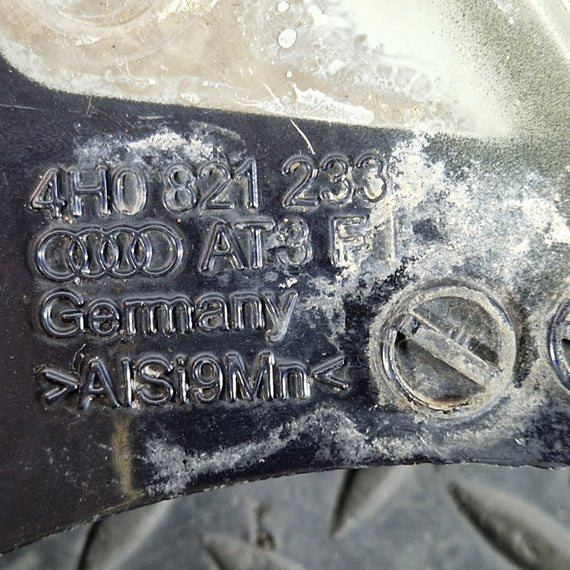 4H0 821 233
AT3 F1
Germany
>AlSi9Mn<